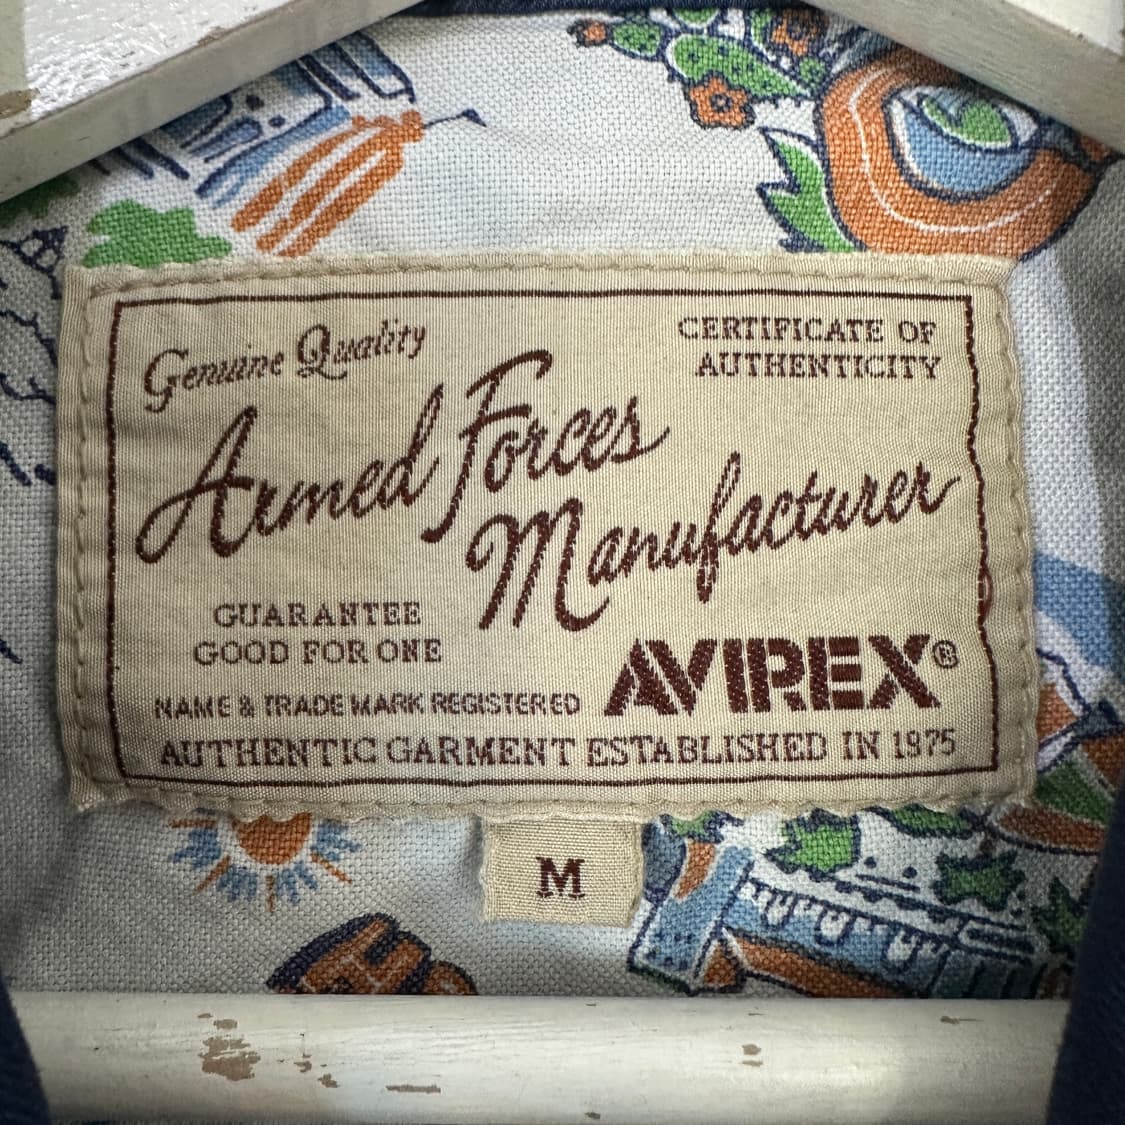 Genuine Quality
CERTIFICATE OF
AUTHENTICITY
Armed Forces
Manufacturer
GUARANTEE
GOOD FOR ONE
AVIREX®
NAME & TRADE MARK REGISTERED
AUTHENTIC GARMENT ESTABLISHED IN 1975
M